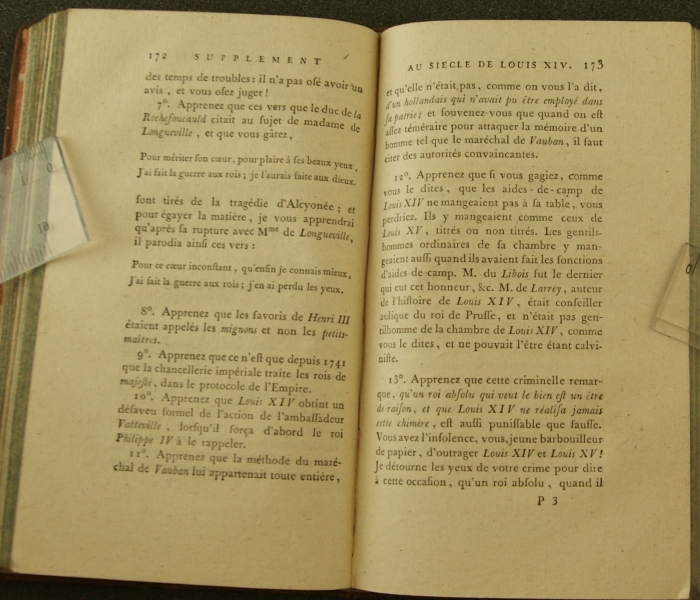 172 SUPPLEMENT
des temps de troubles : il n'a pas osé avoir un
avis, et vous osez juger !
7°. Apprenez que ces vers que le duc de la
Rochefoucauld citait au sujet de madame de
Longueville, et que vous gâtez,
Pour mériter son cœur, pour plaire à ses beaux yeux,
J'ai fait la guerre aux rois ; je l'aurais faite aux dieux.
sont tirés de la tragédie d'Alcyonée ; et
pour égayer la matière, je vous apprendrai
qu'après sa rupture avec Mme de Longueville,
il parodia ainsi ces vers :
Pour ce cœur inconstant, qu'enfin je connais mieux,
J'ai fait la guerre aux rois ; j'en ai perdu les yeux.
8°. Apprenez que les favoris de Henri III
étaient appelés les mignons et non les petits-
maîtres.
9°. Apprenez que ce n'est que depuis 1741
que la chancellerie impériale traite les rois de
majesté, dans le protocole de l'Empire.
10°. Apprenez que Louis XIV obtint un
désaveu formel de l'action de l'ambassadeur
Vatteville, lorsqu'il força d'abord le roi
Philippe IV à le rappeler.
11°. Apprenez que la méthode du maré-
chal de Vauban lui appartenait toute entière,
AU SIECLE DE LOUIS XIV. 173
et qu'elle n'était pas, comme on vous l'a dit,
d'un hollandais qui n'avait pu être employé dans
sa patrie ; et souvenez-vous que quand on est
assez téméraire pour attaquer la mémoire d'un
homme tel que le maréchal de Vauban, il faut
citer des autorités convaincantes.
12°. Apprenez que si vous gagiez, comme
vous le dites, que les aides-de-camp de
Louis XIV ne mangeaient pas à sa table, vous
perdriez. Ils y mangeaient comme ceux de
Louis XV, titrés ou non titrés. Les gentils-
hommes ordinaires de sa chambre y man-
geaient aussi quand ils avaient fait les fonctions
d'aides-de-camp. M. du Libois fut le dernier
qui eut cet honneur, &c. M. de Larrey, auteur
de l'histoire de Louis XIV, était conseiller
aulique du roi de Prusse, et n'était pas gen-
tilhomme de la chambre de Louis XIV, comme
vous le dites, et ne pouvait l'être étant calvi-
niste.
13°. Apprenez que cette criminelle remar-
que, qu'un roi absolu qui veut le bien est un être
de raison, et que Louis XIV ne réalisa jamais
cette chimère, est aussi punissable que fausse.
Vous avez l'insolence, vous, jeune barbouilleur
de papier, d'outrager Louis XIV et Louis XV !
Je détourne les yeux de votre crime pour dire
à cette occasion, qu'un roi absolu, quand il
P 3